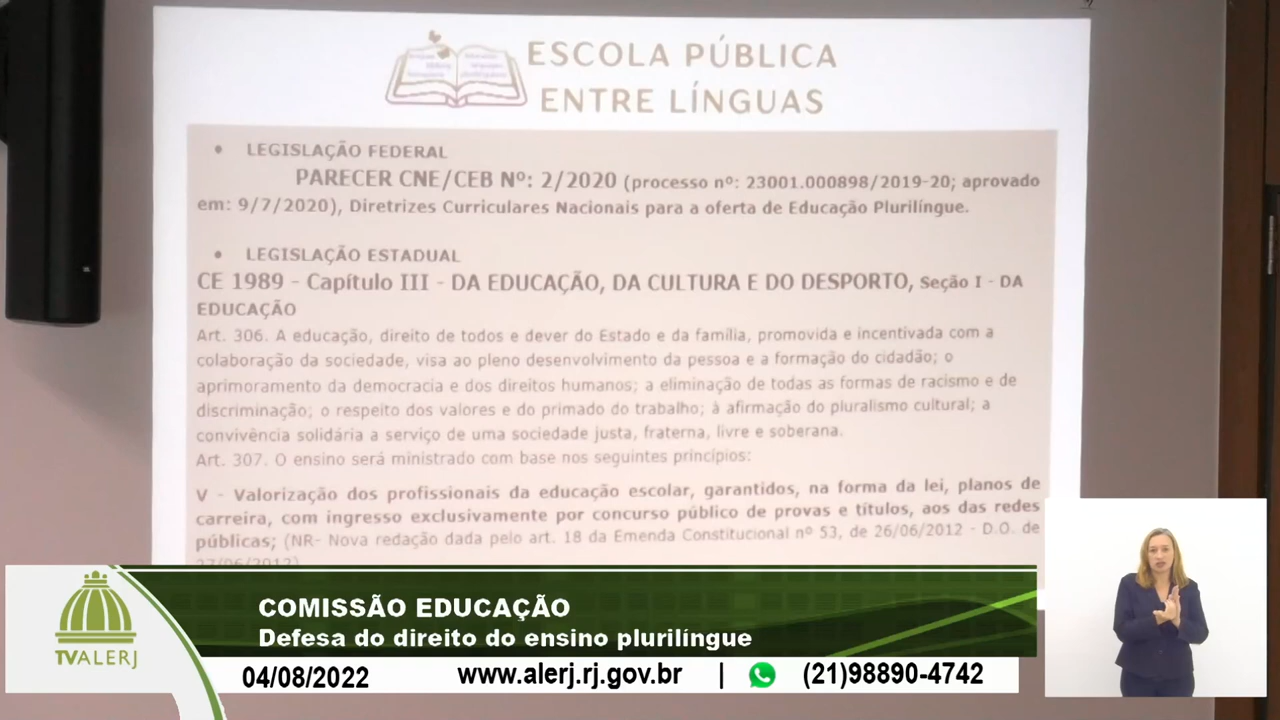 ESCOLA PÚBLICA
ENTRE LÍNGUAS
• LEGISLAÇÃO FEDERAL
PARECER CNE/CEB Nº: 2/2020 (processo nº: 23001.000898/2019-20; aprovado
em: 9/7/2020), Diretrizes Curriculares Nacionais para a oferta de Educação Plurilíngue.
• LEGISLAÇÃO ESTADUAL
CE 1989 - Capítulo III - DA EDUCAÇÃO, DA CULTURA E DO DESPORTO, Seção I - DA
EDUCAÇÃO
Art. 306. A educação, direito de todos e dever do Estado e da família, promovida e incentivada com a
colaboração da sociedade, visa ao pleno desenvolvimento da pessoa e a formação do cidadão; o
aprimoramento da democracia e dos direitos humanos; a eliminação de todas as formas de racismo e de
discriminação; o respeito dos valores e do primado do trabalho; à afirmação do pluralismo cultural; a
convivência solidária a serviço de uma sociedade justa, fraterna, livre e soberana.
Art. 307. O ensino será ministrado com base nos seguintes princípios:
V - Valorização dos profissionais da educação escolar, garantidos, na forma da lei, planos de
carreira, com ingresso exclusivamente por concurso público de provas e títulos, aos das redes
públicas; (NR- Nova redação dada pelo art. 18 da Emenda Constitucional nº 53, de 26/06/2012 - D.O. de
27/06/2012)
COMISSÃO EDUCAÇÃO
Defesa do direito do ensino plurilíngue
TVALERJ
04/08/2022 www.alerj.rj.gov.br | (21)98890-4742